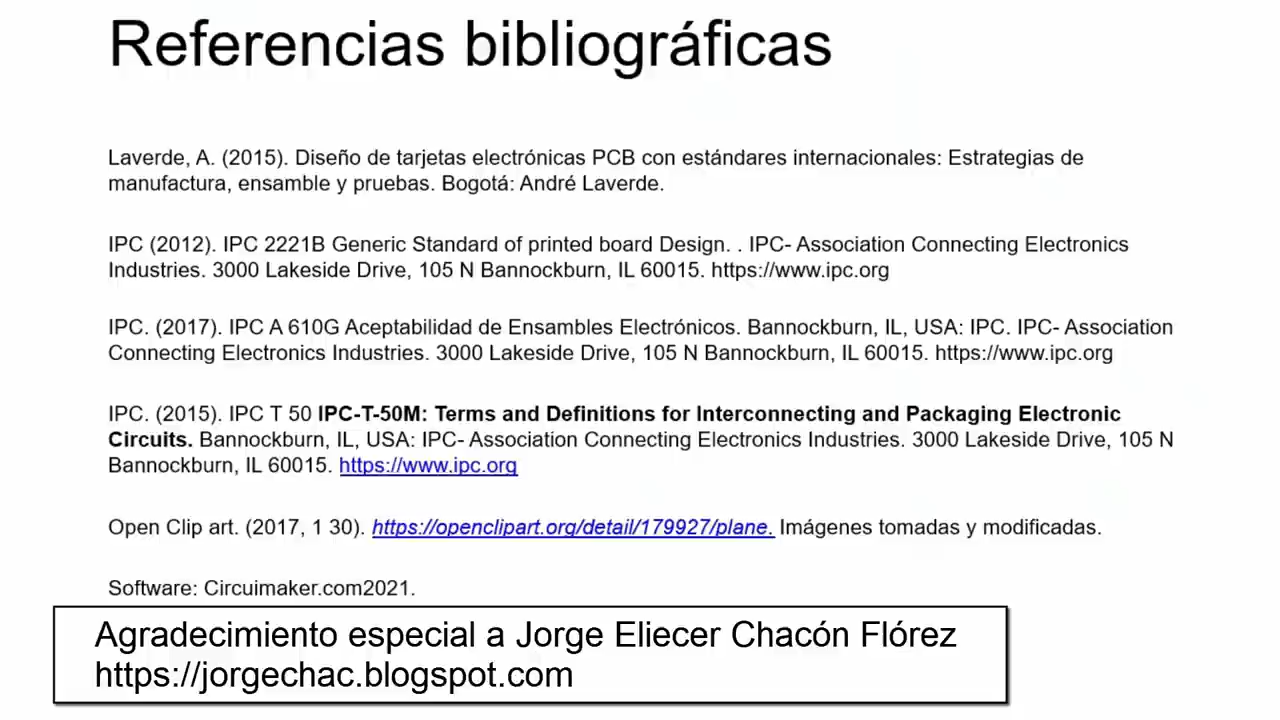 Referencias bibliográficas
Laverde, A. (2015). Diseño de tarjetas electrónicas PCB con estándares internacionales: Estrategias de
manufactura, ensamble y pruebas. Bogotá: André Laverde.
IPC (2012). IPC 2221B Generic Standard of printed board Design. . IPC- Association Connecting Electronics
Industries. 3000 Lakeside Drive, 105 N Bannockburn, IL 60015. https://www.ipc.org
IPC. (2017). IPC A 610G Aceptabilidad de Ensambles Electrónicos. Bannockburn, IL, USA: IPC. IPC- Association
Connecting Electronics Industries. 3000 Lakeside Drive, 105 N Bannockburn, IL 60015. https://www.ipc.org
IPC. (2015). IPC T 50 IPC-T-50M: Terms and Definitions for Interconnecting and Packaging Electronic
Circuits. Bannockburn, IL, USA: IPC- Association Connecting Electronics Industries. 3000 Lakeside Drive, 105 N
Bannockburn, IL 60015. https://www.ipc.org
Open Clip art. (2017, 1 30). https://openclipart.org/detail/179927/plane. Imágenes tomadas y modificadas.
Software: Circuimaker.com2021.
Agradecimiento especial a Jorge Eliecer Chacón Flórez
https://jorgechac.blogspot.com